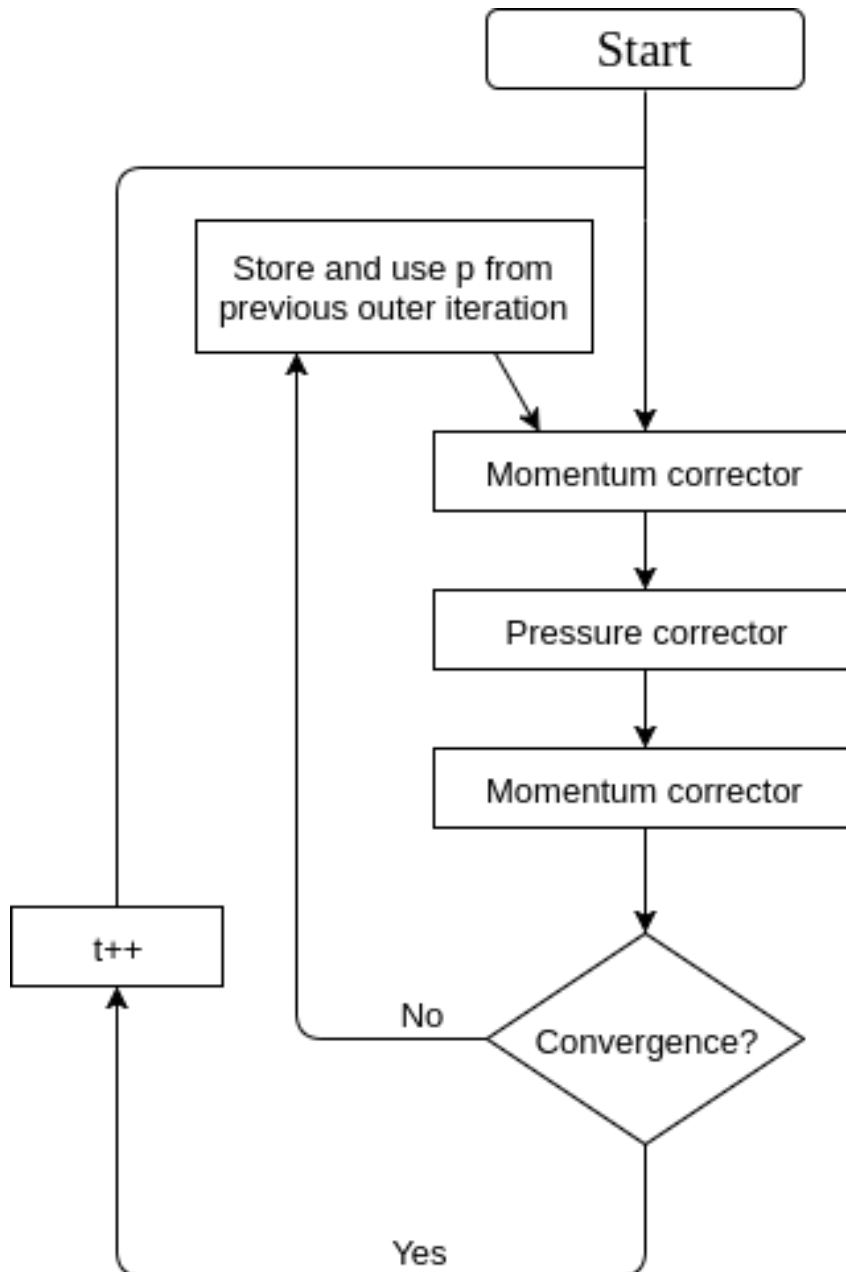 Start
Store and use p from
previous outer iteration
Momentum corrector
Pressure corrector
Momentum corrector
t++
No
Convergence?
Yes